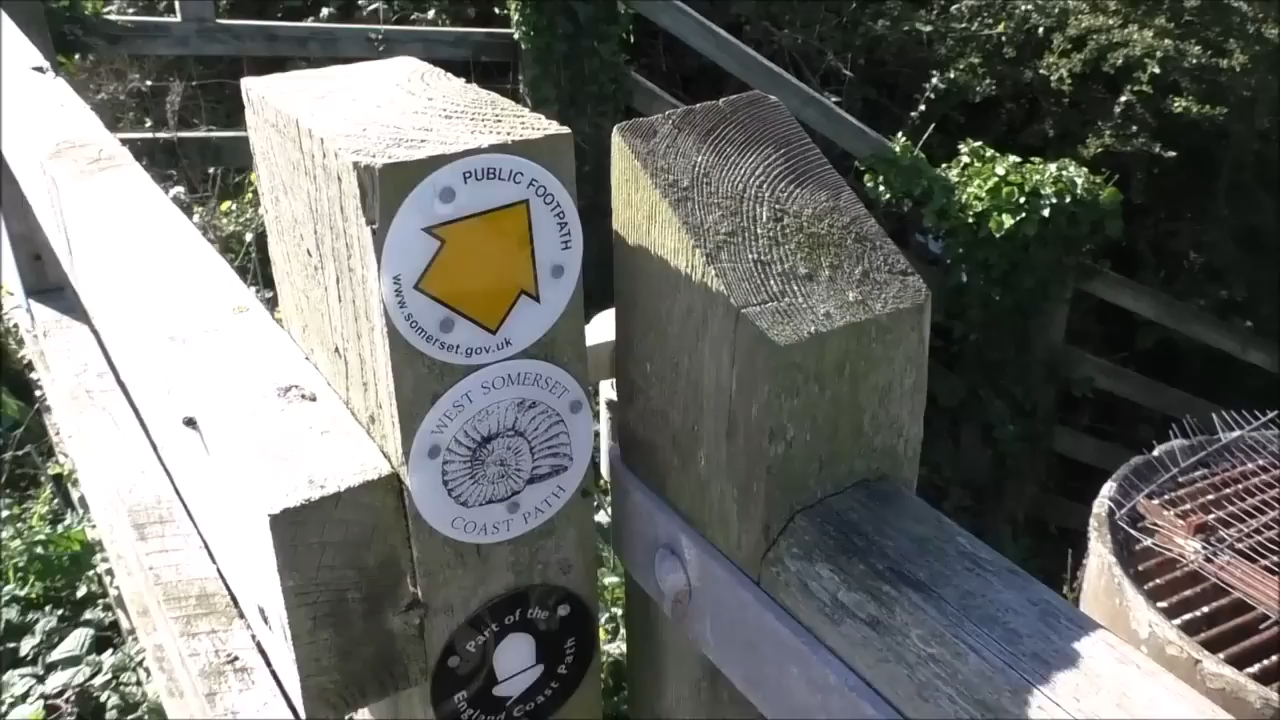 PUBLIC FOOTPATH
www.somerset.gov.uk
WEST SOMERSET
COAST PATH
Part of the
England Coast Path